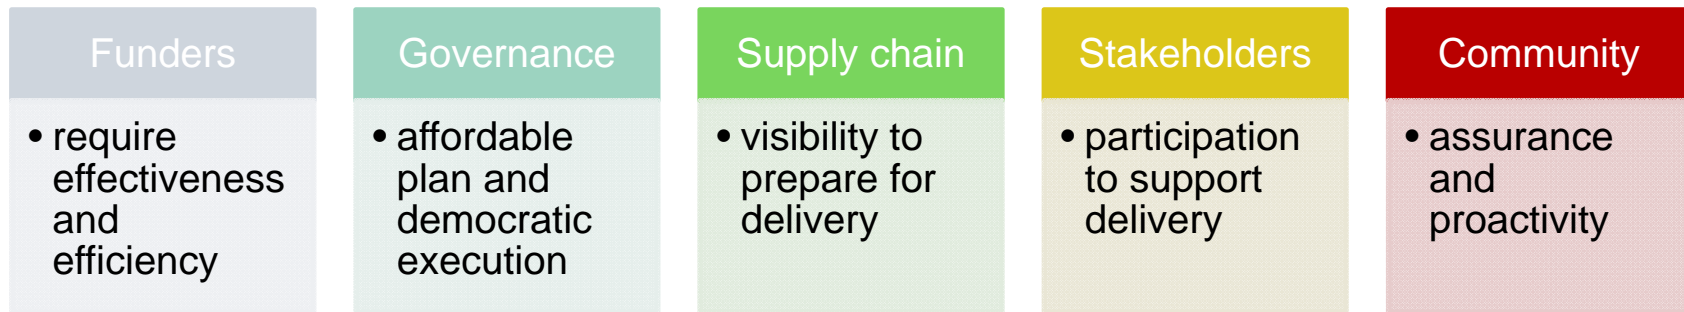 Funders
• require
effectiveness
and
efficiency
Governance
• affordable
plan and
democratic
execution
Supply chain
• visibility to
prepare for
delivery
Stakeholders
• participation
to support
delivery
Community
• assurance
and
proactivity